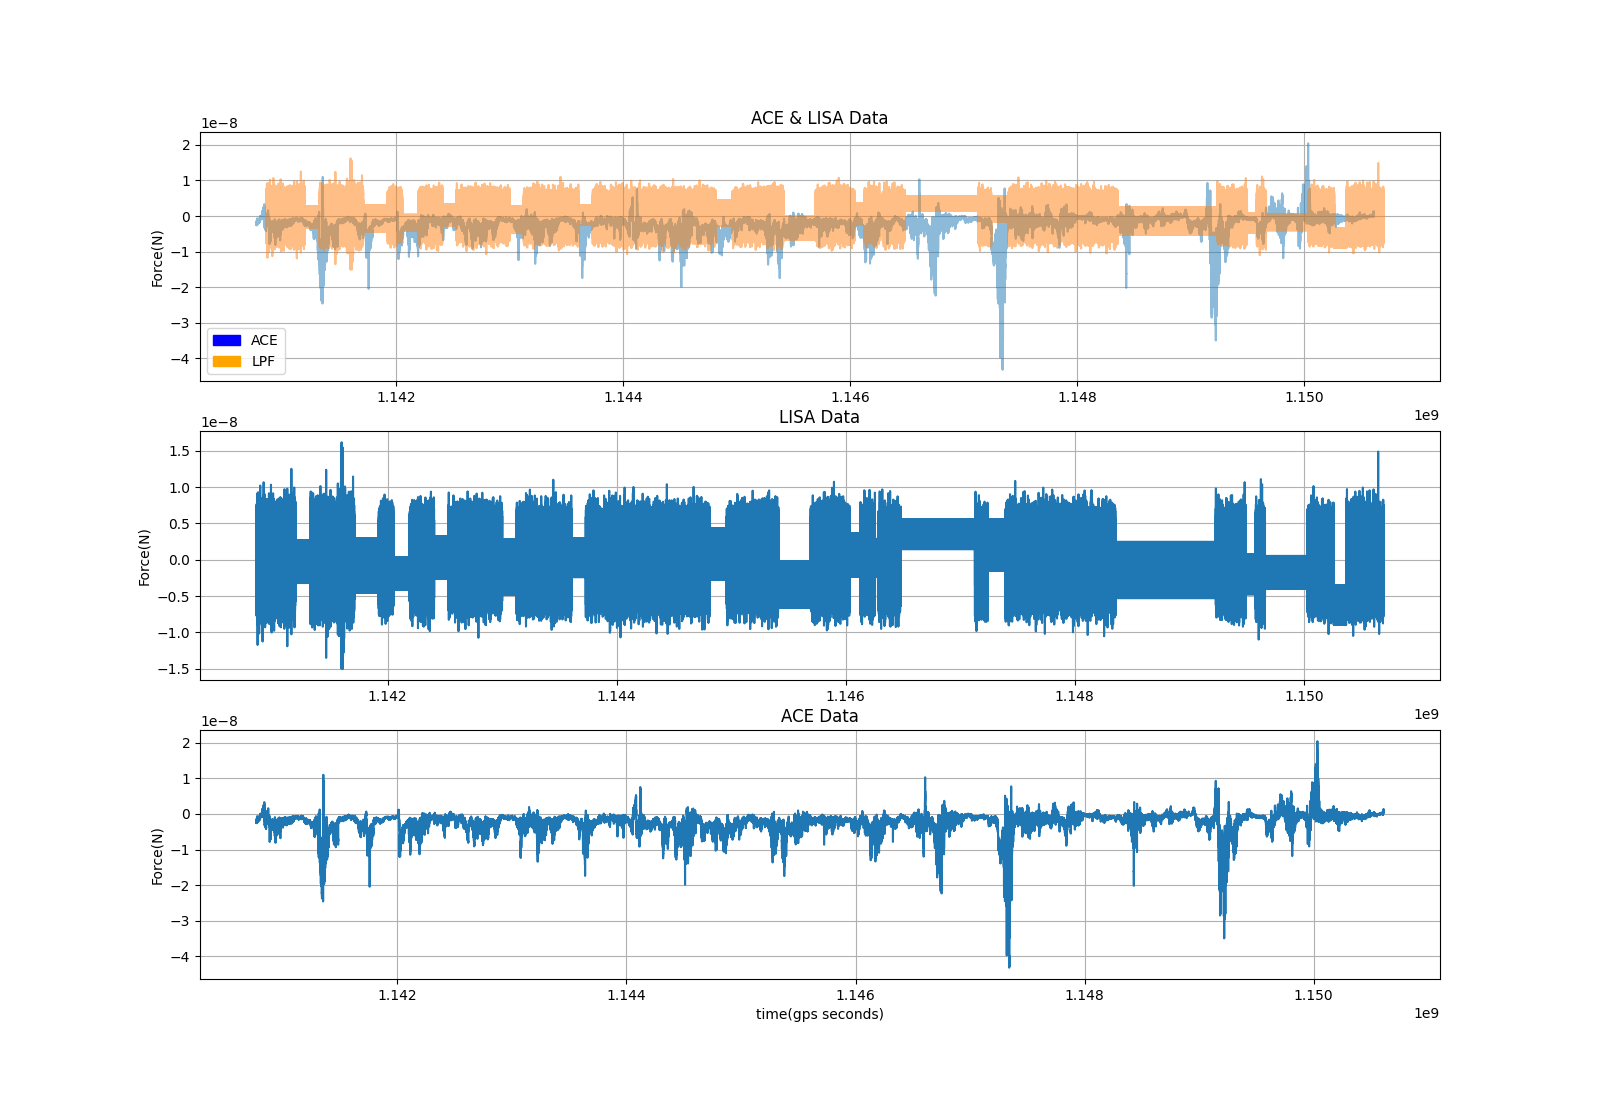 ACE & LISA Data
1e−8
2
1
0
−1
−2
−3
−4
Force(N)
ACE
LPF
1.142
1.144
1.146
1.148
1.150
1e9
LISA Data
1e−8
1.5
1.0
0.5
0.0
−0.5
−1.0
−1.5
Force(N)
1.142
1.144
1.146
1.148
1.150
1e9
ACE Data
1e−8
2
1
0
−1
−2
−3
−4
Force(N)
1.142
1.144
1.146
1.148
1.150
time(gps seconds)
1e9